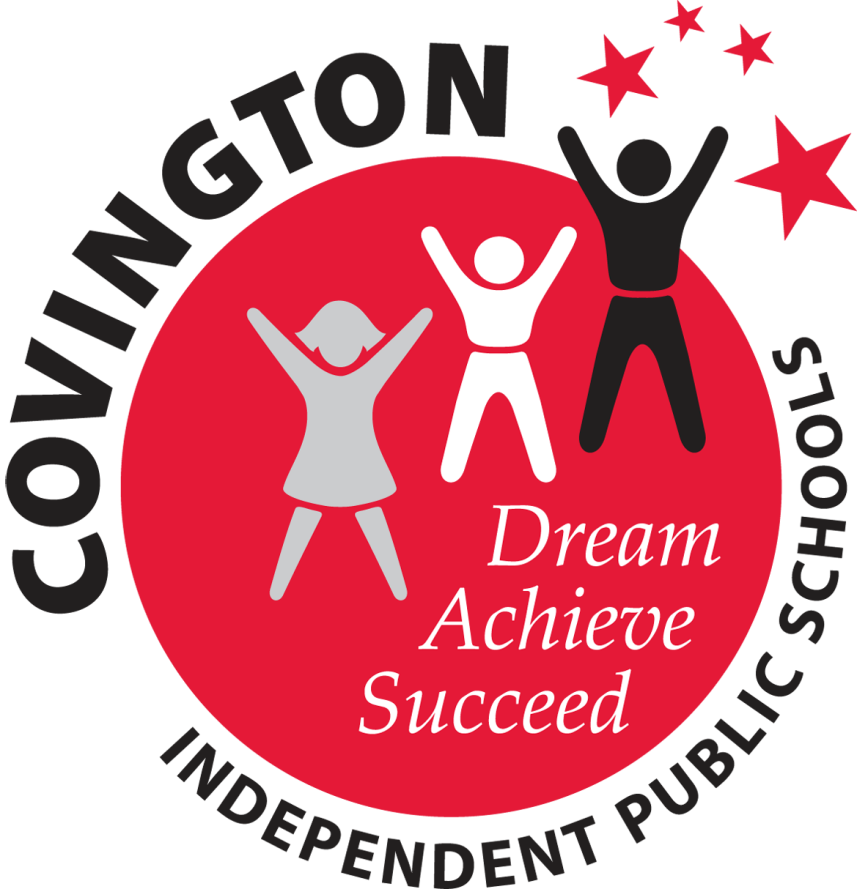 COVINGTON
Dream
Achieve
Succeed
INDEPENDENT PUBLIC SCHOOLS